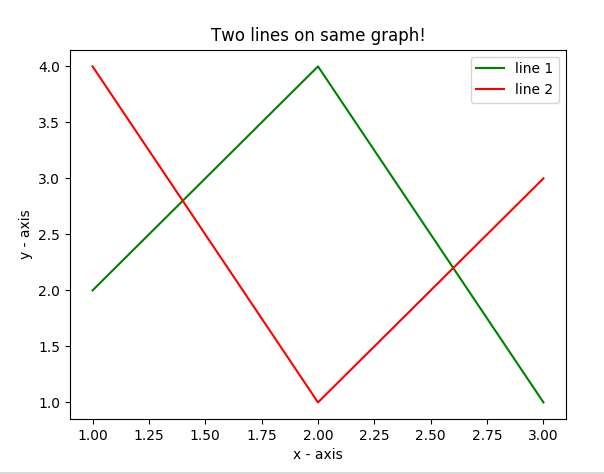 Two lines on same graph!
line 1
line 2
y - axis
4.0
3.5
3.0
2.5
2.0
1.5
1.0
1.00 1.25 1.50 1.75 2.00 2.25 2.50 2.75 3.00
x - axis